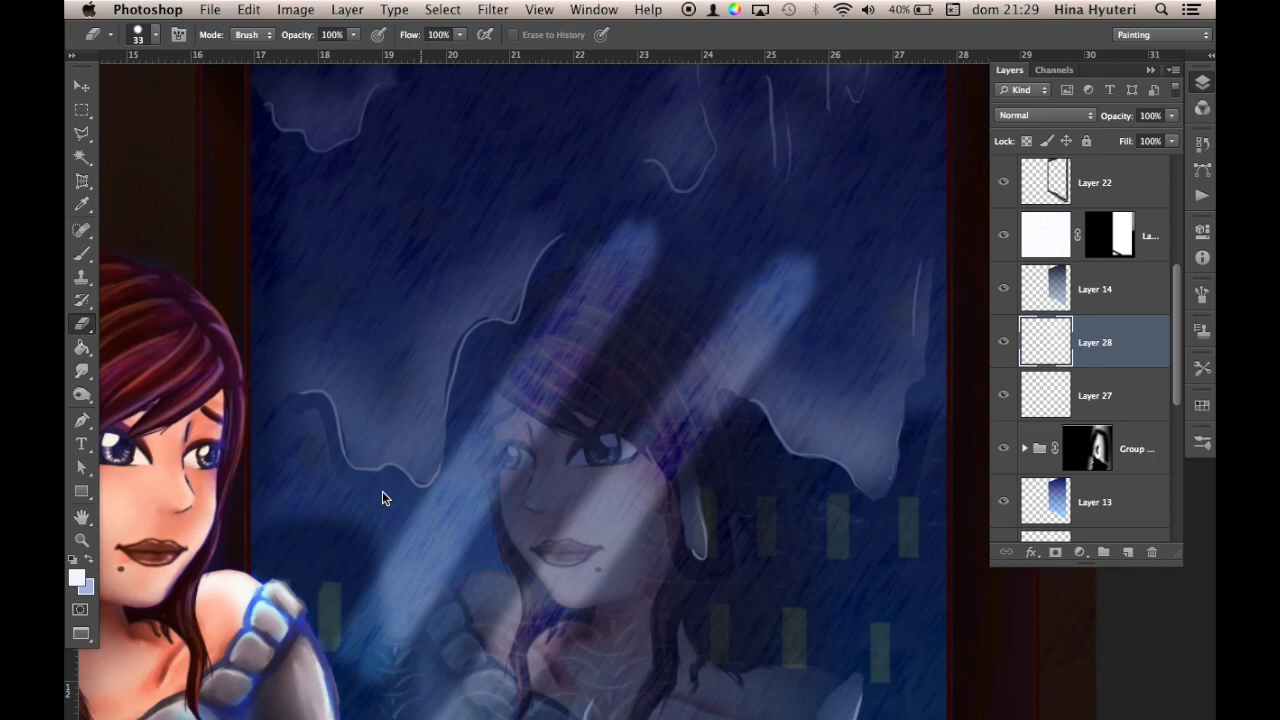 Photoshop File Edit Image Layer Type Select Filter View Window Help 40% dom 21:29 Hina Hyuteri
33 Mode: Brush Opacity: 100% Flow: 100% Erase to History Painting
15 16 17 18 19 20 21 22 23 24 25 26 27 28 29 30 31
Layers Channels
Kind
Normal Opacity: 100%
Lock: Fill: 100%
Layer 22
La...
Layer 14
Layer 28
Layer 27
Group ...
Layer 13
fx